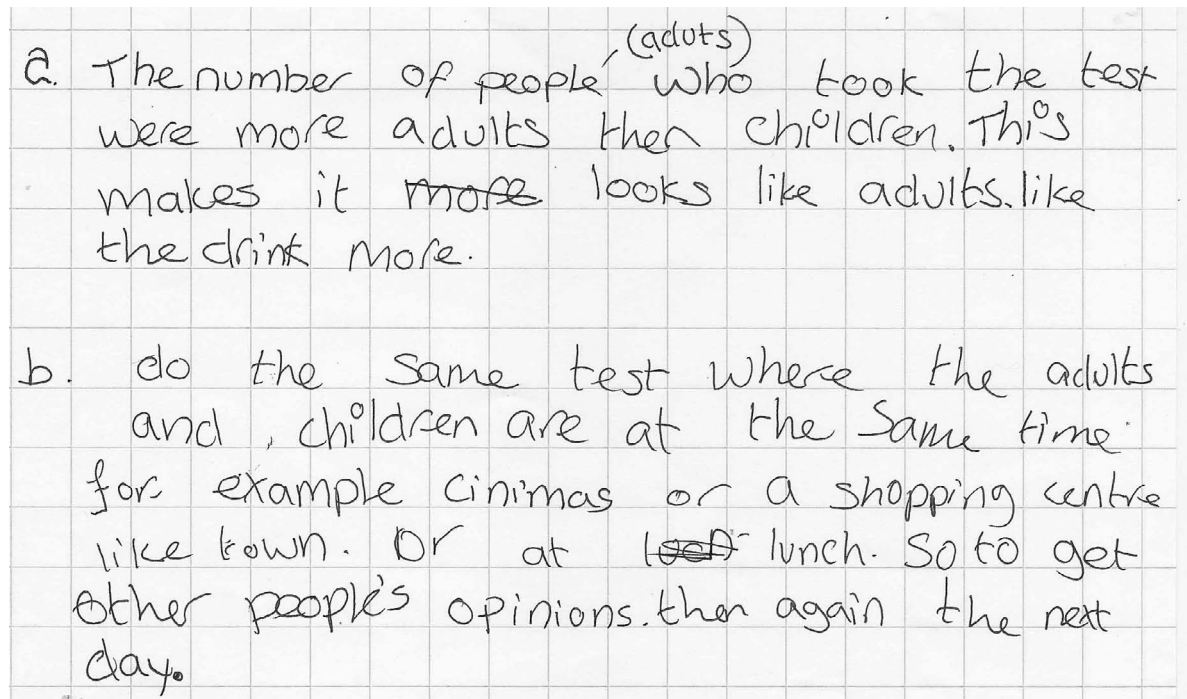 (aduts)
a. The number of people who took the test
were more adults then children. This
makes it more looks like adults. like
the drink more.
b. do the same test where the adults
and, children are at the same time
for example cinimas or a shopping centre
like town. Or at lunch. So to get
other people's opinions. then again the next
day.